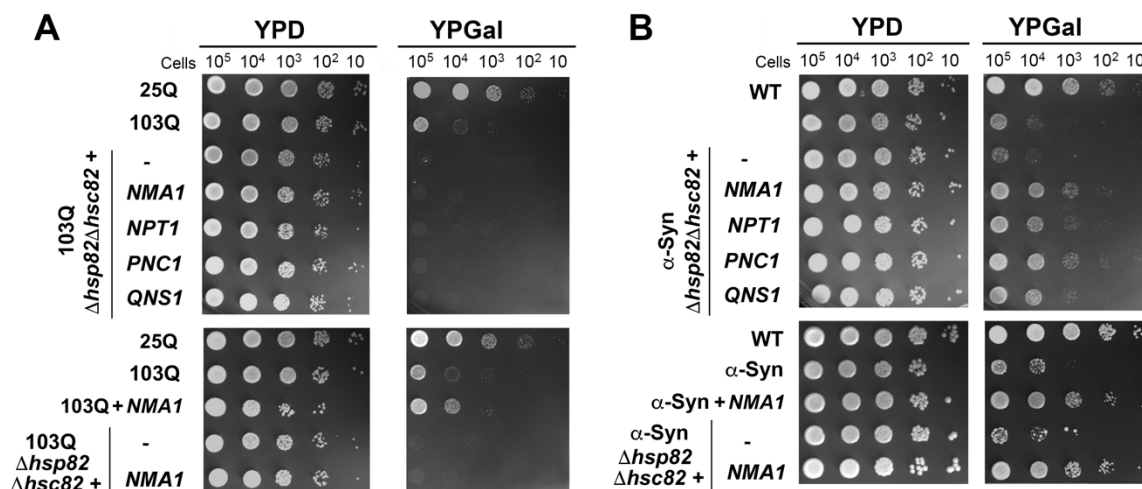 A
YPD YPGal
Cells 10⁵ 10⁴ 10³ 10² 10 10⁵ 10⁴ 10³ 10² 10
25Q
103Q
103Q
Δhsp82Δhsc82 +
-
NMA1
NPT1
PNC1
QNS1
25Q
103Q
103Q + NMA1
103Q
Δhsp82
Δhsc82 +
-
NMA1
B
YPD YPGal
Cells 10⁵ 10⁴ 10³ 10² 10 10⁵ 10⁴ 10³ 10² 10
WT
α-Syn
Δhsp82Δhsc82 +
-
NMA1
NPT1
PNC1
QNS1
WT
α-Syn
α-Syn + NMA1
α-Syn
Δhsp82
Δhsc82 +
-
NMA1